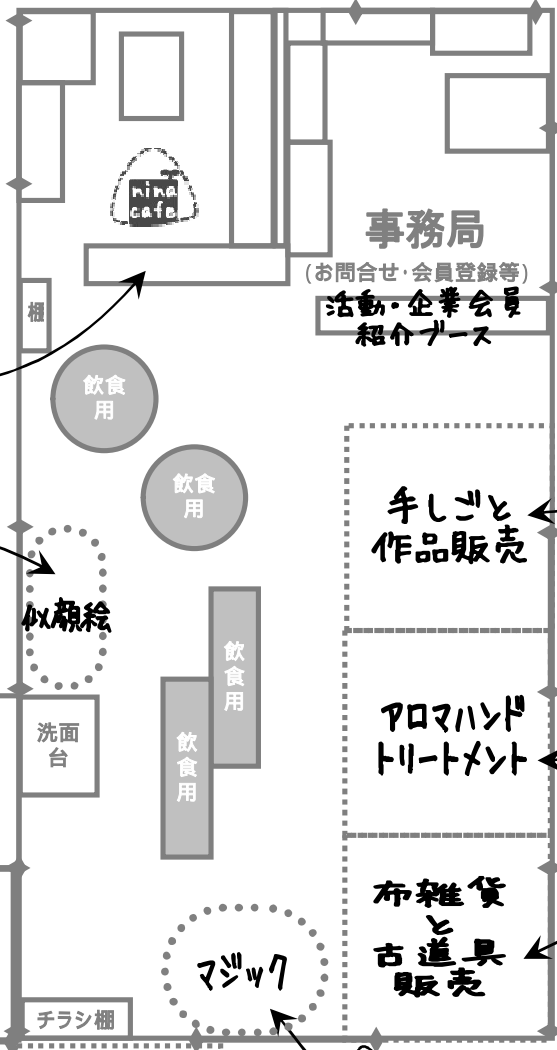 nina
cafe
事務局
(お問合せ・会員登録等)
活動・企業会員
紹介ブース
棚
飲食
用
飲食
用
手しごと
作品販売
似顔絵
飲食用
飲食用
洗面
台
アロマハンド
トリートメント
布雑貨
と
古道具
販売
マジック
チラシ棚